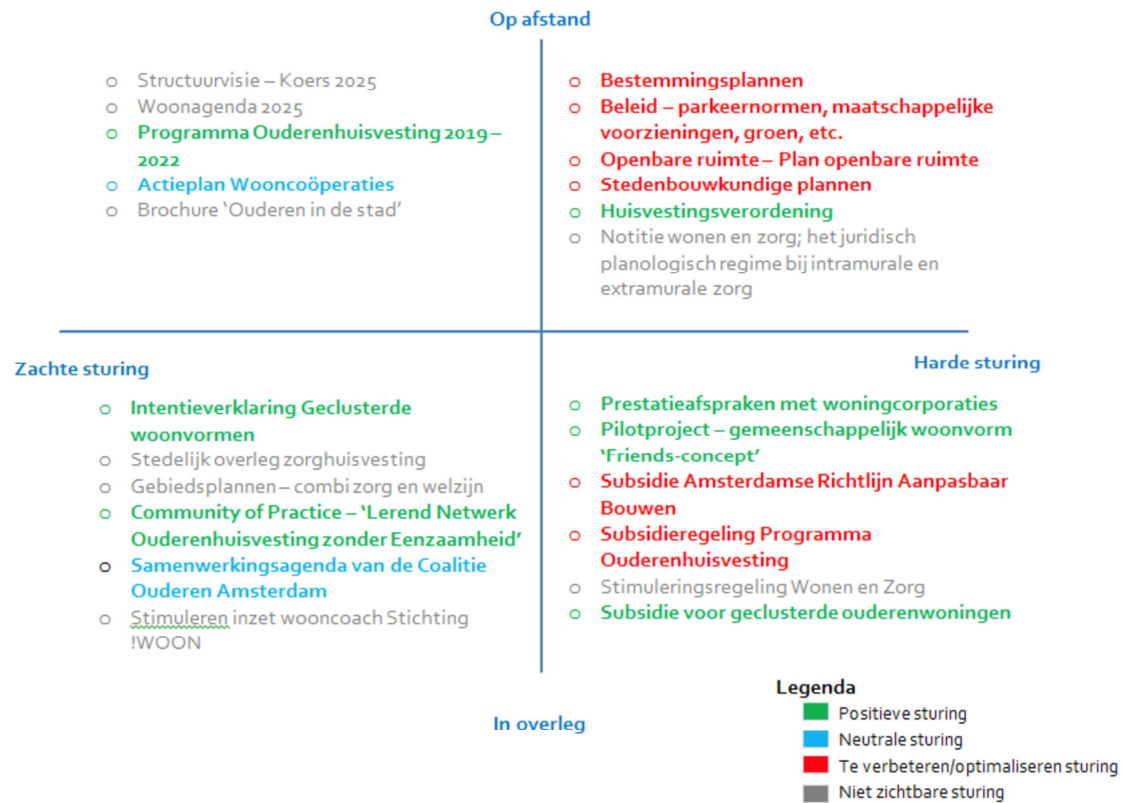 Op afstand
o Structuurvisie – Koers 2025
o Woonagenda 2025
o Programma Ouderenhuisvesting 2019 –
2022
o Actieplan Wooncoöperaties
o Brochure ‘Ouderen in de stad’
o Bestemmingsplannen
o Beleid – parkeernormen, maatschappelijke
voorzieningen, groen, etc.
o Openbare ruimte – Plan openbare ruimte
o Stedenbouwkundige plannen
o Huisvestingsverordening
o Notitie wonen en zorg; het juridisch
planologisch regime bij intramurale en
extramurale zorg
Zachte sturing
Harde sturing
o Intentieverklaring Geclusterde
woonvormen
o Stedelijk overleg zorghuisvesting
o Gebiedsplannen – combi zorg en welzijn
o Community of Practice – ‘Lerend Netwerk
Ouderenhuisvesting zonder Eenzaamheid’
o Samenwerkingsagenda van de Coalitie
Ouderen Amsterdam
o Stimuleren inzet wooncoach Stichting
!WOON
o Prestatieafspraken met woningcorporaties
o Pilotproject – gemeenschappelijk woonvorm
‘Friends-concept’
o Subsidie Amsterdamse Richtlijn Aanpasbaar
Bouwen
o Subsidieregeling Programma
Ouderenhuisvesting
o Stimuleringsregeling Wonen en Zorg
o Subsidie voor geclusterde ouderenwoningen
In overleg
Legenda
Positieve sturing
Neutrale sturing
Te verbeteren/optimaliseren sturing
Niet zichtbare sturing